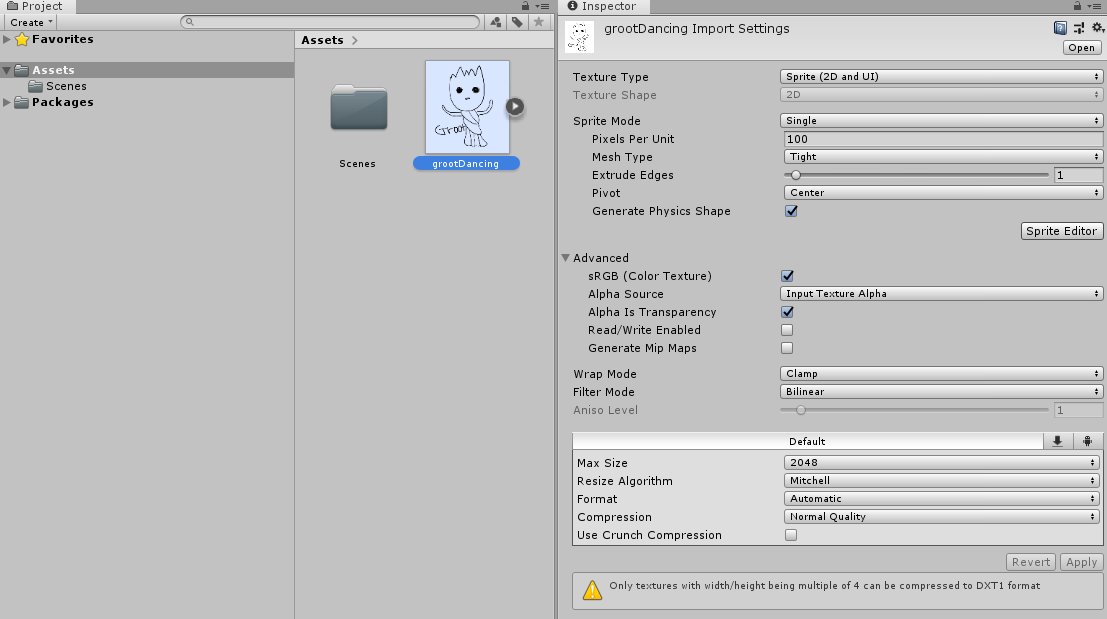 Project
Create
Favorites
Assets
Scenes
Packages
Assets
Scenes
Groot
grootDancing
Inspector
grootDancing Import Settings
Open
Texture Type Sprite (2D and UI)
Texture Shape 2D
Sprite Mode Single
Pixels Per Unit 100
Mesh Type Tight
Extrude Edges 1
Pivot Center
Generate Physics Shape
Sprite Editor
Advanced
sRGB (Color Texture)
Alpha Source Input Texture Alpha
Alpha Is Transparency
Read/Write Enabled
Generate Mip Maps
Wrap Mode Clamp
Filter Mode Bilinear
Aniso Level 1
Default
Max Size 2048
Resize Algorithm Mitchell
Format Automatic
Compression Normal Quality
Use Crunch Compression
Revert Apply
Only textures with width/height being multiple of 4 can be compressed to DXT1 format